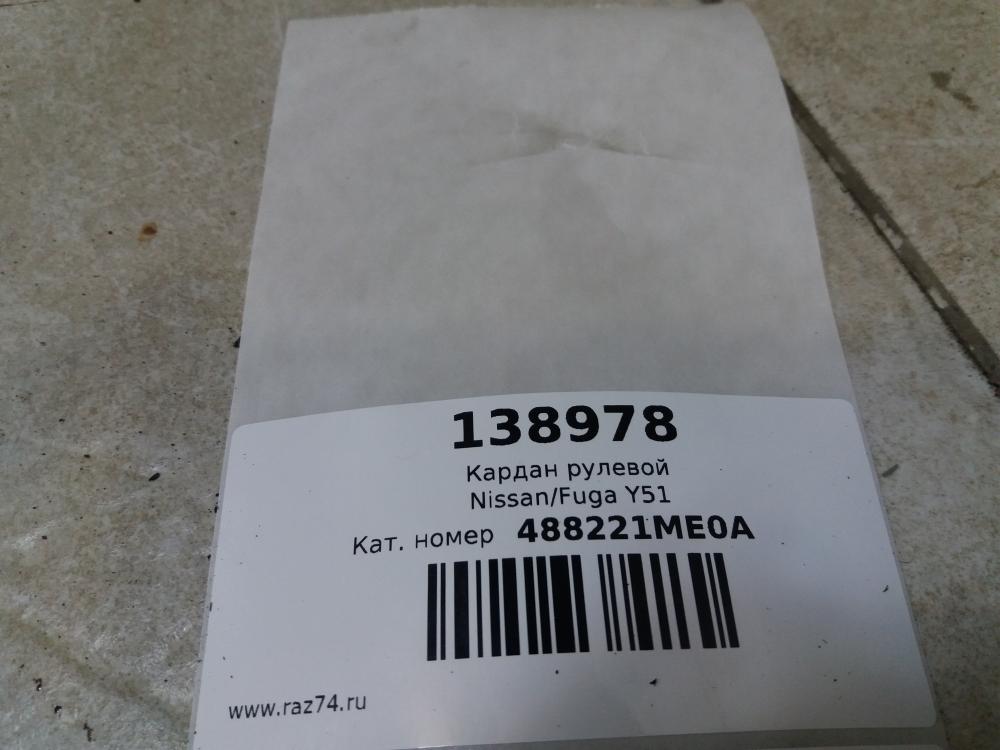 138978
Кардан рулевой
Nissan/Fuga Y51
Кат. номер 488221ME0A
www.raz74.ru